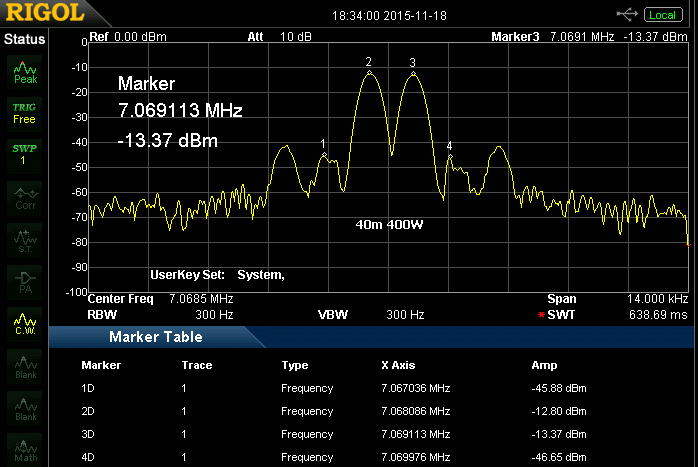 RIGOL
18:34:00 2015-11-18
Local
Status
Ref 0.00 dBm Att 10 dB Marker3 7.0691 MHz -13.37 dBm
Peak
TRIG
Free
SWP
1
Corr
S.T.
PA
C.W.
Blank
Blank
Math
0
-10
-20
-30
-40
-50
-60
-70
-80
-90
-100
Marker
7.069113 MHz
-13.37 dBm
1
2
3
4
40m 400W
UserKey Set: System,
Center Freq 7.0685 MHz Span 14.000 kHz
RBW 300 Hz VBW 300 Hz *SWT 638.69 ms
Marker Table
Marker Trace Type X Axis Amp
1D 1 Frequency 7.067036 MHz -45.88 dBm
2D 1 Frequency 7.068086 MHz -12.80 dBm
3D 1 Frequency 7.069113 MHz -13.37 dBm
4D 1 Frequency 7.069976 MHz -46.65 dBm